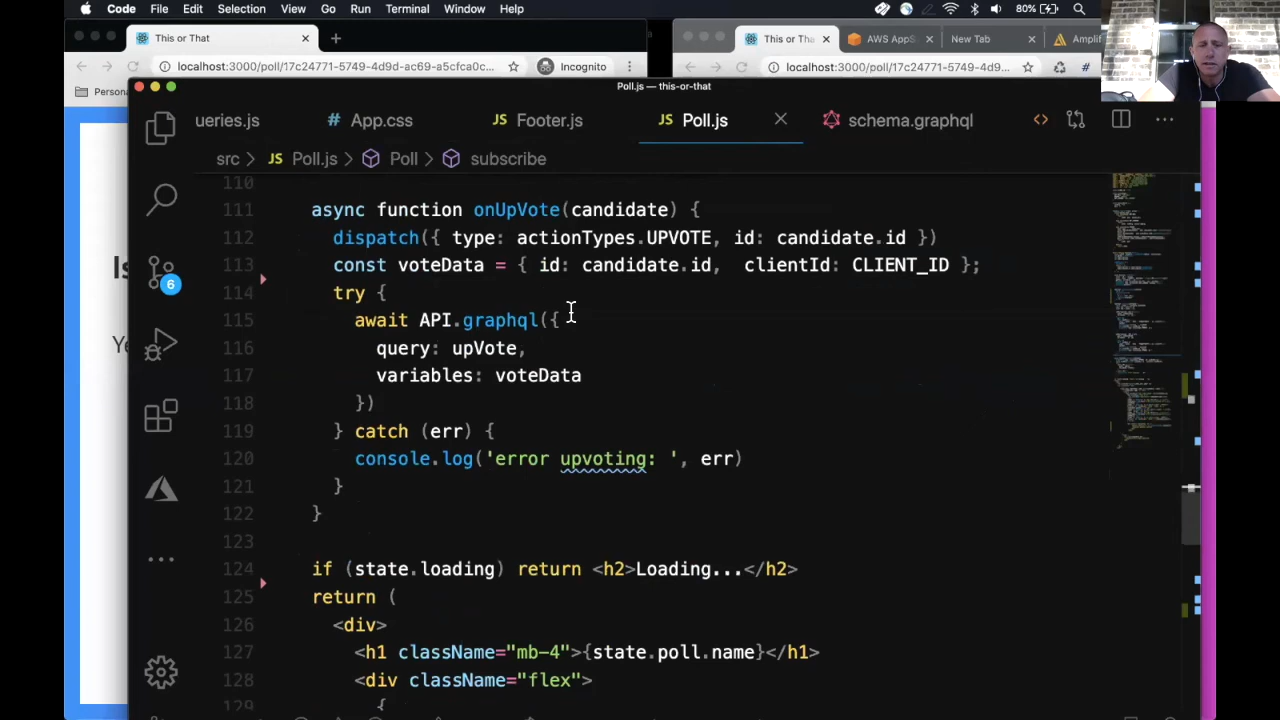 Code File Edit Selection View Go Run Terminal Window Help 80%
This or That
This or Tha AWS AppS New Amplif
localhost:3000/poll/17c24771-5749-4d9d
Incognito
localhost:3000/poll/17c24771-5749-4d9...
Persona
Poll.js — this-or-that
ueries.js App.css Footer.js Poll.js schema.graphql
src > Poll.js > Poll > subscribe
110
111 async function onUpVote(candidate) {
112 dispatch({ type: actionTypes.UPVOTE, id: candidate.id })
113 const voteData = { id: candidate.id, clientId: CLIENT_ID };
114 try {
115 await API.graphql({
116 query: upVote,
117 variables: voteData
118 })
119 } catch (err) {
120 console.log('error upvoting: ', err)
121 }
122 }
123
124 if (state.loading) return <h2>Loading...</h2>
125 return (
126 <div>
127 <h1 className="mb-4">{state.poll.name}</h1>
128 <div className="flex">
129 {
6
Is
Ye